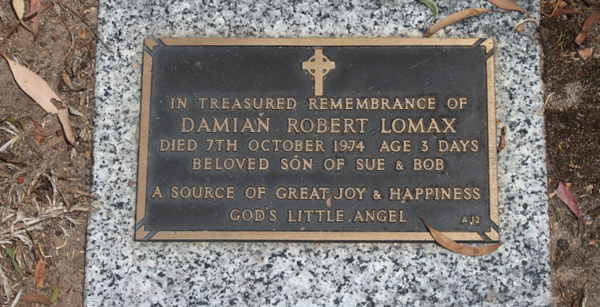 IN TREASURED REMEMBRANCE OF
DAMIAN ROBERT LOMAX
DIED 7TH OCTOBER 1974 AGE 3 DAYS
BELOVED SON OF SUE & BOB
A SOURCE OF GREAT JOY & HAPPINESS
GOD'S LITTLE ANGEL
AJ2